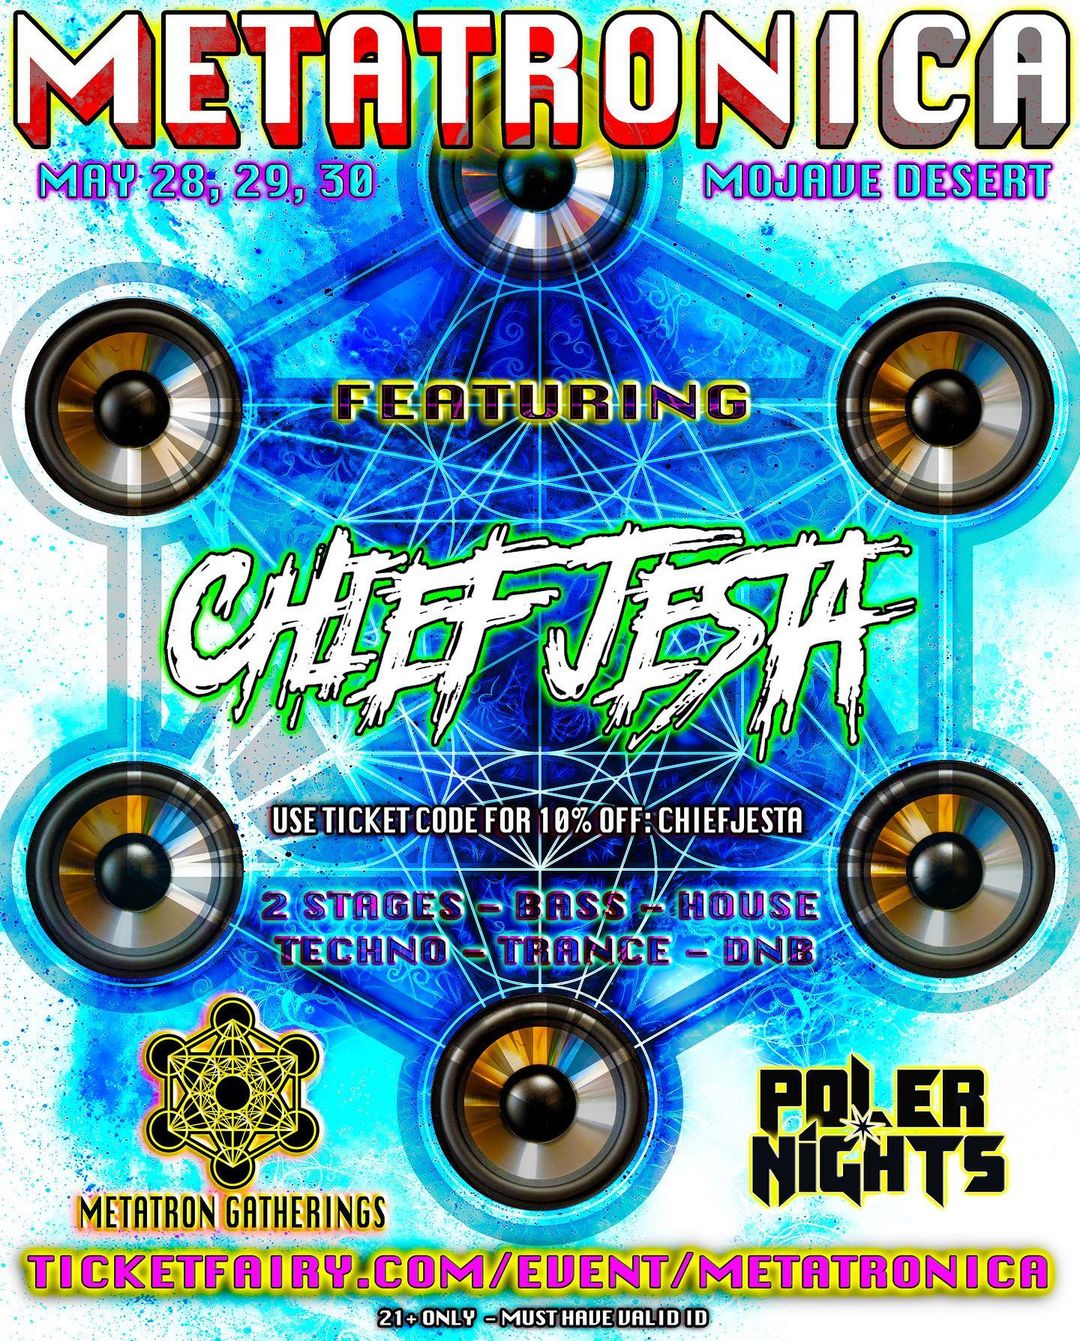 METATRONICA
MAY 28, 29, 30
MOJAVE DESERT
FEATURING
CHIEF JESTA
USE TICKET CODE FOR 10% OFF: CHIEFJESTA
2 STAGES - BASS - HOUSE
TECHNO - TRANCE - DNB
METATRON GATHERINGS
POLER
NIGHTS
TICKETFAIRY.COM/EVENT/METATRONICA
21+ ONLY - MUST HAVE VALID ID